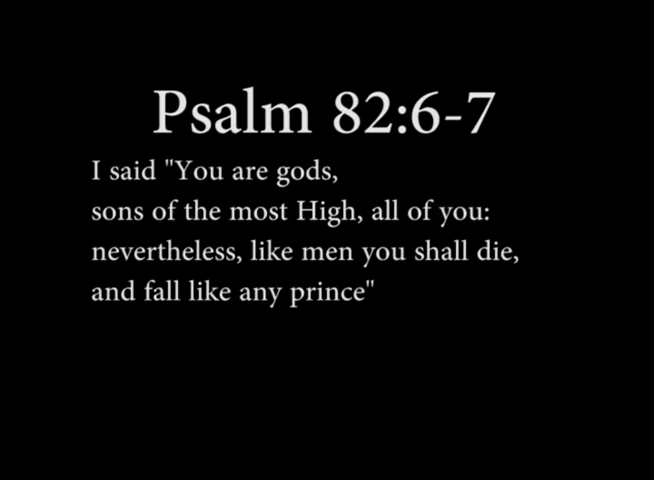 Psalm 82:6-7
I said "You are gods,
sons of the most High, all of you:
nevertheless, like men you shall die,
and fall like any prince"